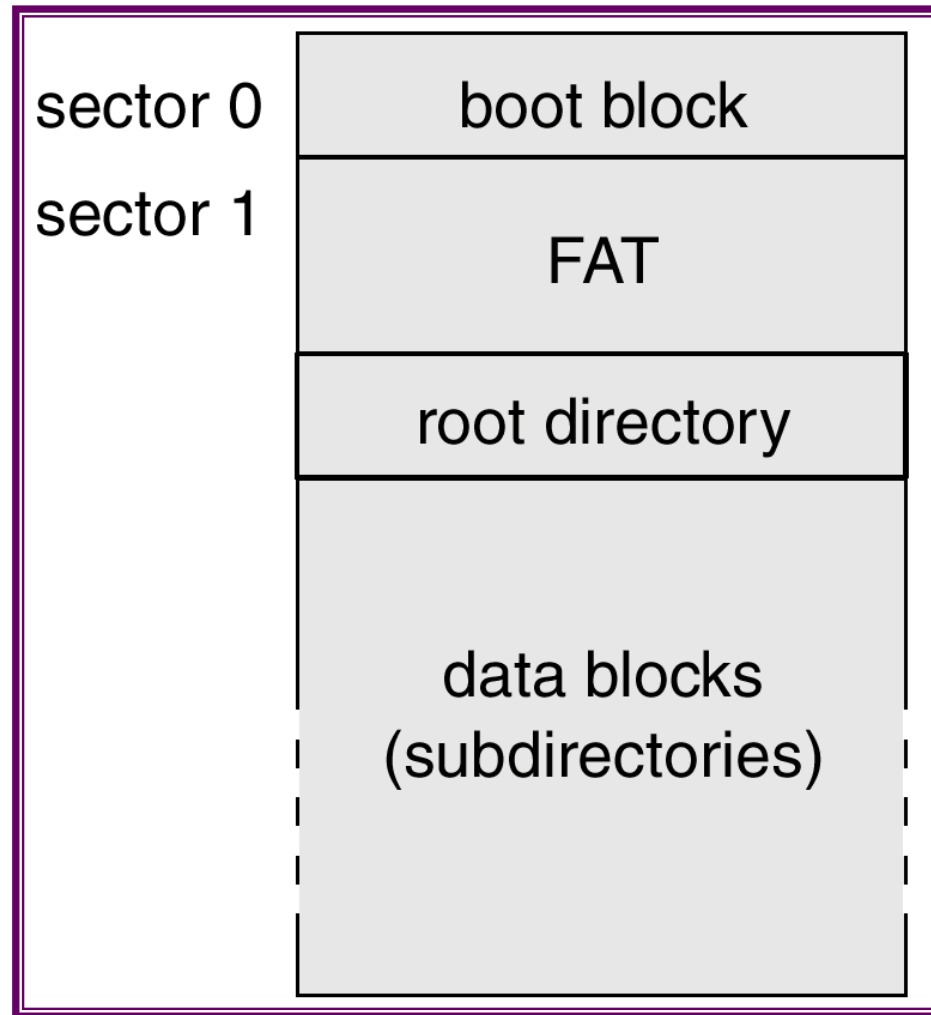 sector 0
boot block
sector 1
FAT
root directory
data blocks
(subdirectories)